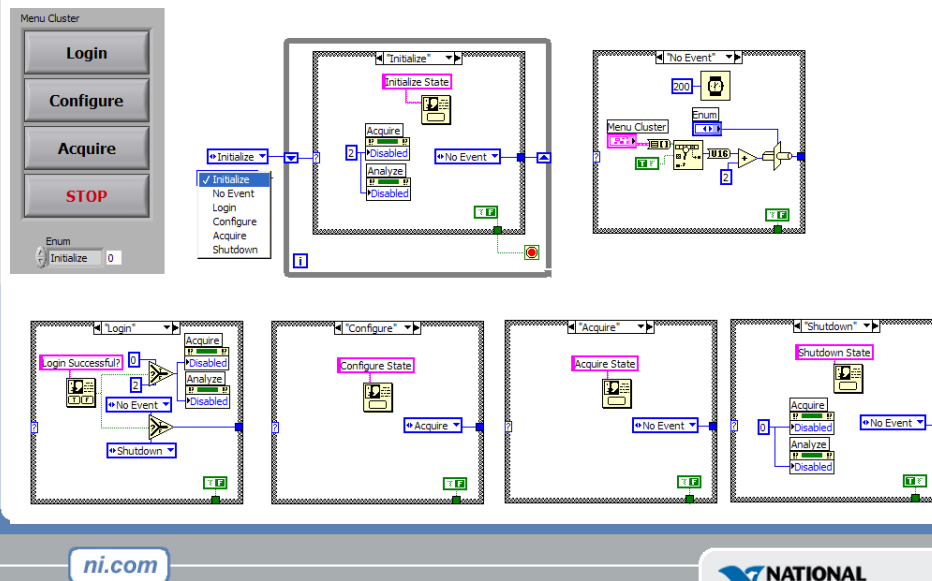 Menu Cluster
Login
Configure
Acquire
STOP
Enum
Initialize 0
Initialize
Initialize
No Event
Login
Configure
Acquire
Shutdown
"Initialize"
Initialize State
Acquire
2
Disabled
Analyze
Disabled
No Event
T F
i
"No Event"
200
Enum
Menu Cluster
T F
U16
2
T F
"Login"
Login Successful?
0
2
T F
No Event
Shutdown
Acquire
Disabled
Analyze
Disabled
T F
"Configure"
Configure State
Acquire
T F
"Acquire"
Acquire State
No Event
T F
"Shutdown"
Shutdown State
Acquire
0
Disabled
Analyze
Disabled
No Event
T F
ni.com
NATIONAL